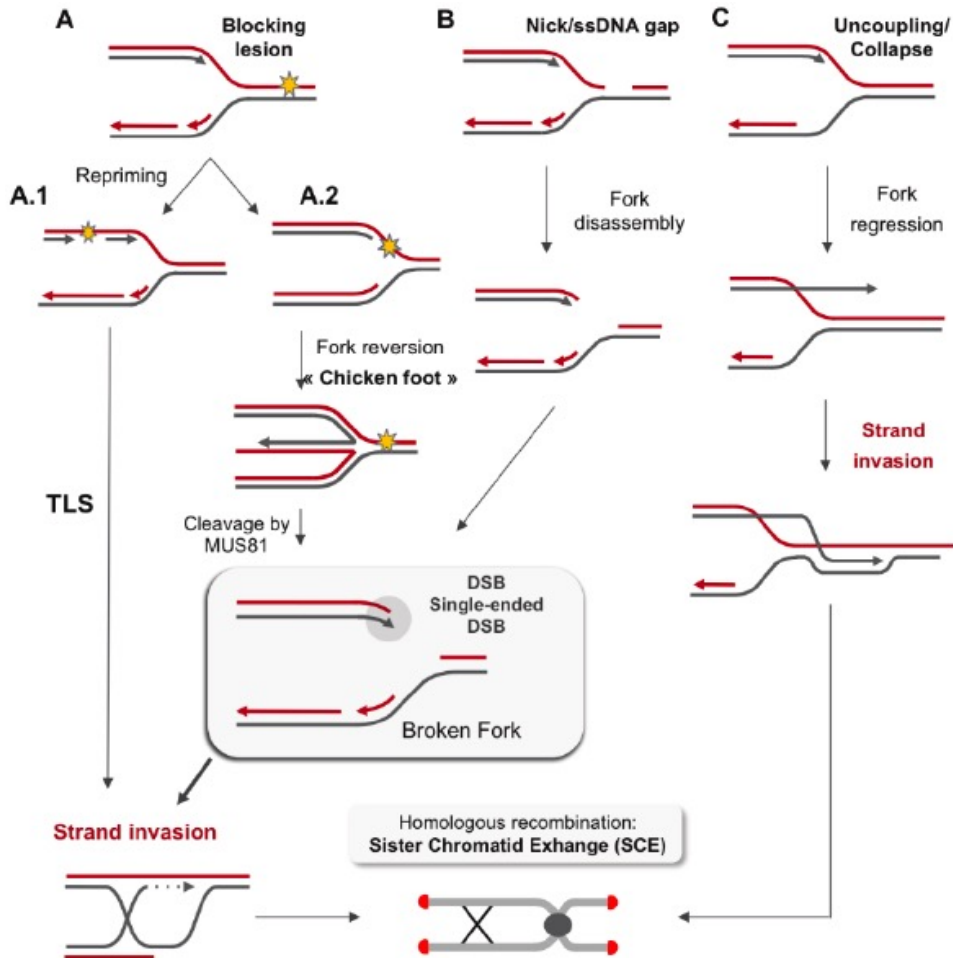 A
Blocking
lesion
B
Nick/ssDNA gap
C
Uncoupling/
Collapse
Repriming
A.1
A.2
Fork
disassembly
Fork
regression
Fork reversion
« Chicken foot »
Strand
invasion
TLS
Cleavage by
MUS81
DSB
Single-ended
DSB
Broken Fork
Strand invasion
Homologous recombination:
Sister Chromatid Exhange (SCE)